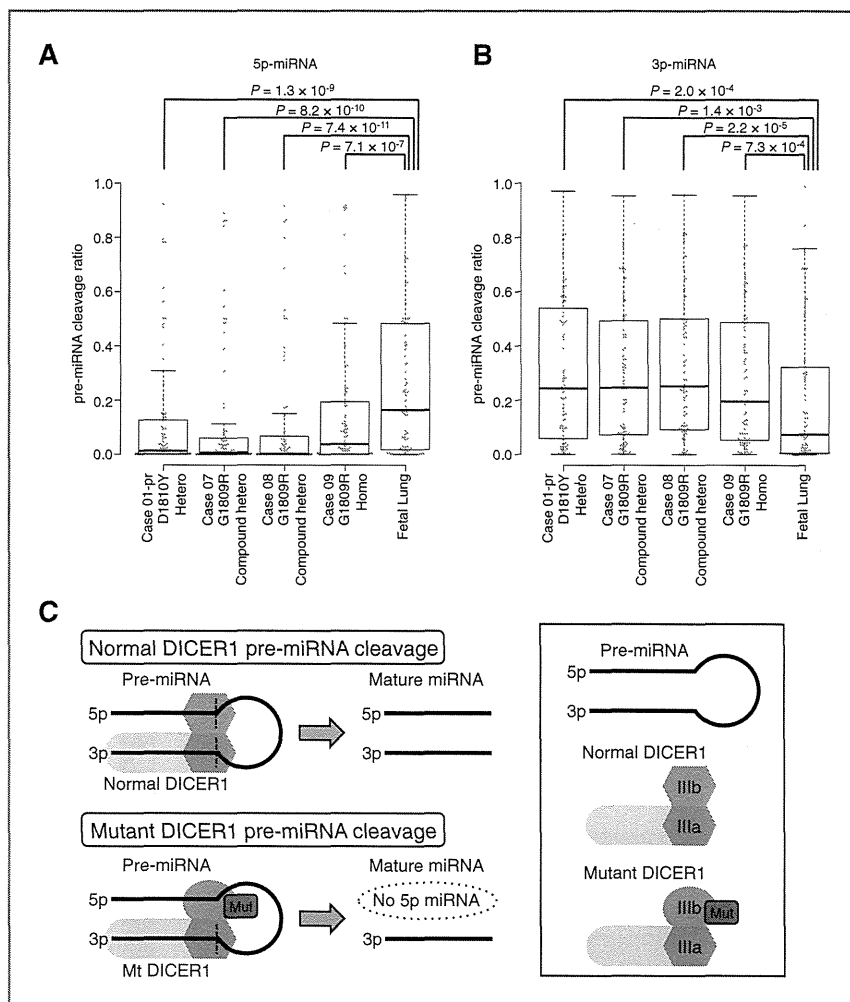 A
5p-miRNA
P = 1.3 × 10-9
P = 8.2 × 10-10
P = 7.4 × 10-11
P = 7.1 × 10-7
pre-miRNA cleavage ratio
1.0
0.8
0.6
0.4
0.2
0.0
Case 01-pr
D1810Y
Hetero
Case 07
G1809R
Compound hetero
Case 08
G1809R
Compound hetero
Case 09
G1809R
Homo
Fetal Lung
B
3p-miRNA
P = 2.0 × 10-4
P = 1.4 × 10-3
P = 2.2 × 10-5
P = 7.3 × 10-4
pre-miRNA cleavage ratio
1.0
0.8
0.6
0.4
0.2
0.0
Case 01-pr
D1810Y
Hetero
Case 07
G1809R
Compound hetero
Case 08
G1809R
Compound hetero
Case 09
G1809R
Homo
Fetal Lung
C
Normal DICER1 pre-miRNA cleavage
Pre-miRNA
Mature miRNA
5p
5p
3p
3p
Normal DICER1
Mutant DICER1 pre-miRNA cleavage
Pre-miRNA
Mature miRNA
5p
Mut
No 5p miRNA
3p
3p
Mt DICER1
Pre-miRNA
5p
3p
Normal DICER1
IIIb
IIIa
Mutant DICER1
IIIb
Mut
IIIa